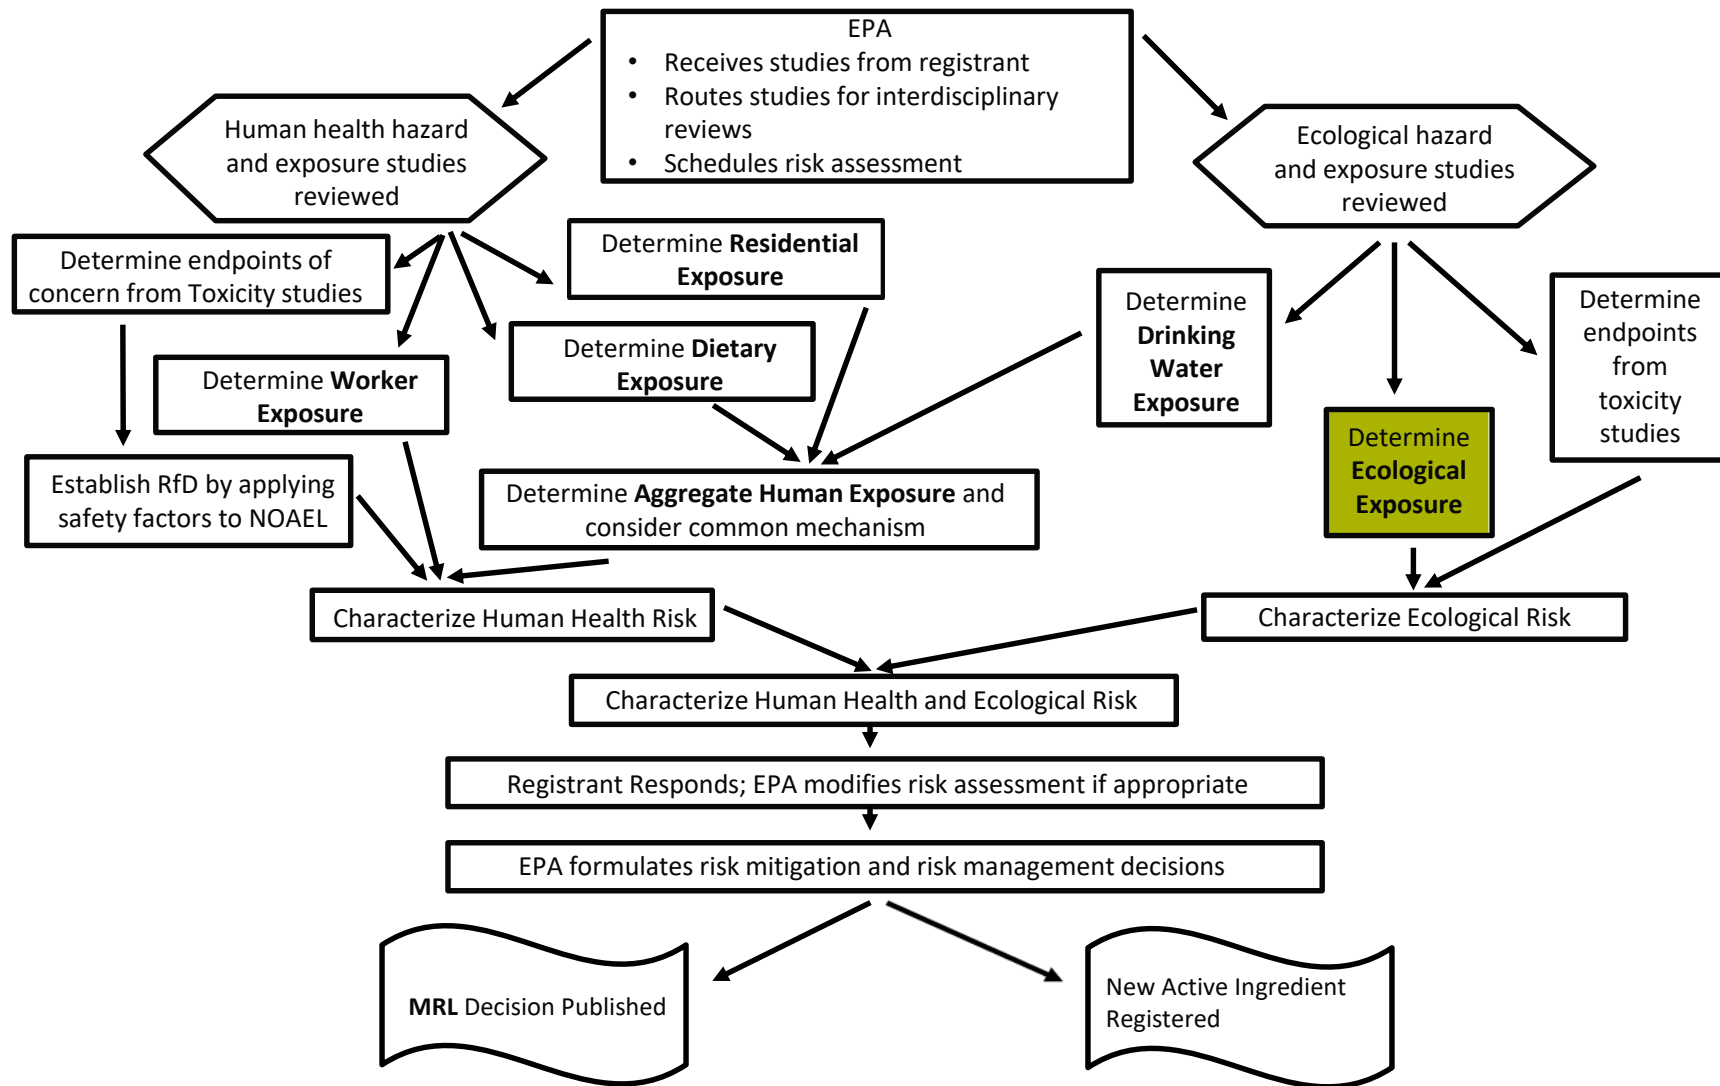 EPA
• Receives studies from registrant
• Routes studies for interdisciplinary
reviews
• Schedules risk assessment
Human health hazard
and exposure studies
reviewed
Ecological hazard
and exposure studies
reviewed
Determine endpoints of
concern from Toxicity studies
Determine Residential
Exposure
Determine Dietary
Exposure
Determine Worker
Exposure
Determine
Drinking
Water
Exposure
Determine
endpoints
from
toxicity
studies
Determine
Ecological
Exposure
Establish RfD by applying
safety factors to NOAEL
Determine Aggregate Human Exposure and
consider common mechanism
Characterize Human Health Risk
Characterize Ecological Risk
Characterize Human Health and Ecological Risk
Registrant Responds; EPA modifies risk assessment if appropriate
EPA formulates risk mitigation and risk management decisions
MRL Decision Published
New Active Ingredient
Registered